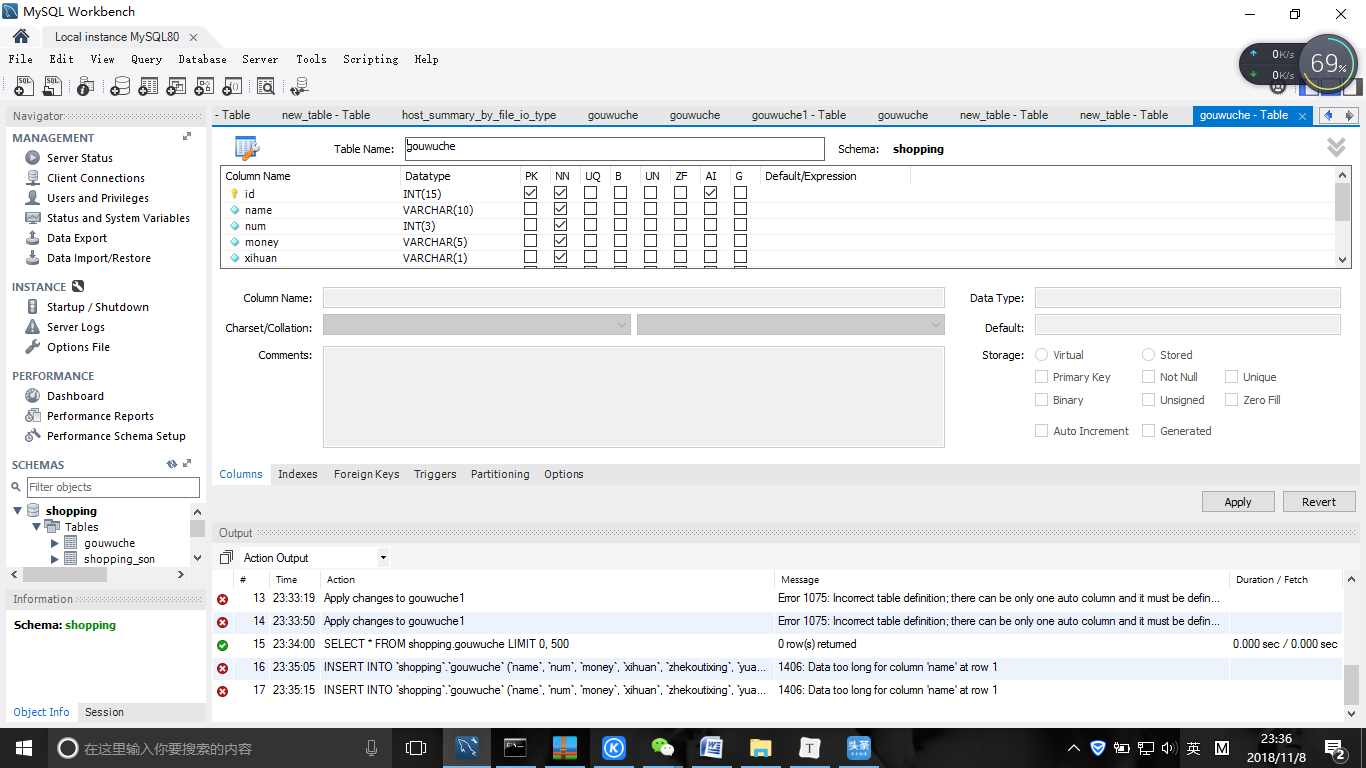 MySQL Workbench
Local instance MySQL80
File Edit View Query Database Server Tools Scripting Help
0K/s
0K/s
69%
Navigator
MANAGEMENT
Server Status
Client Connections
Users and Privileges
Status and System Variables
Data Export
Data Import/Restore
INSTANCE
Startup / Shutdown
Server Logs
Options File
PERFORMANCE
Dashboard
Performance Reports
Performance Schema Setup
SCHEMAS
Filter objects
shopping
Tables
gouwuche
shopping_son
Information
Schema: shopping
Object Info Session
- Table new_table - Table host_summary_by_file_io_type gouwuche gouwuche gouwuche1 - Table gouwuche new_table - Table new_table - Table gouwuche - Table
Table Name: gouwuche Schema: shopping
Column Name Datatype PK NN UQ B UN ZF AI G Default/Expression
id INT(15)
name VARCHAR(10)
num INT(3)
money VARCHAR(5)
xihuan VARCHAR(1)
Column Name: Data Type:
Charset/Collation: Default:
Comments: Storage: Virtual Stored
Primary Key Not Null Unique
Binary Unsigned Zero Fill
Auto Increment Generated
Columns Indexes Foreign Keys Triggers Partitioning Options
Apply Revert
Output
Action Output
# Time Action Message Duration / Fetch
13 23:33:19 Apply changes to gouwuche1 Error 1075: Incorrect table definition; there can be only one auto column and it must be defin...
14 23:33:50 Apply changes to gouwuche1 Error 1075: Incorrect table definition; there can be only one auto column and it must be defin...
15 23:34:00 SELECT * FROM shopping.gouwuche LIMIT 0, 500 0 row(s) returned 0.000 sec / 0.000 sec
16 23:35:05 INSERT INTO `shopping`.`gouwuche` (`name`, `num`, `money`, `xihuan`, `zhekoutixing`, `yua... 1406: Data too long for column 'name' at row 1
17 23:35:15 INSERT INTO `shopping`.`gouwuche` (`name`, `num`, `money`, `xihuan`, `zhekoutixing`, `yua... 1406: Data too long for column 'name' at row 1
在这里输入你要搜索的内容
K
W
T
头条
英
M
23:36
2018/11/8
2